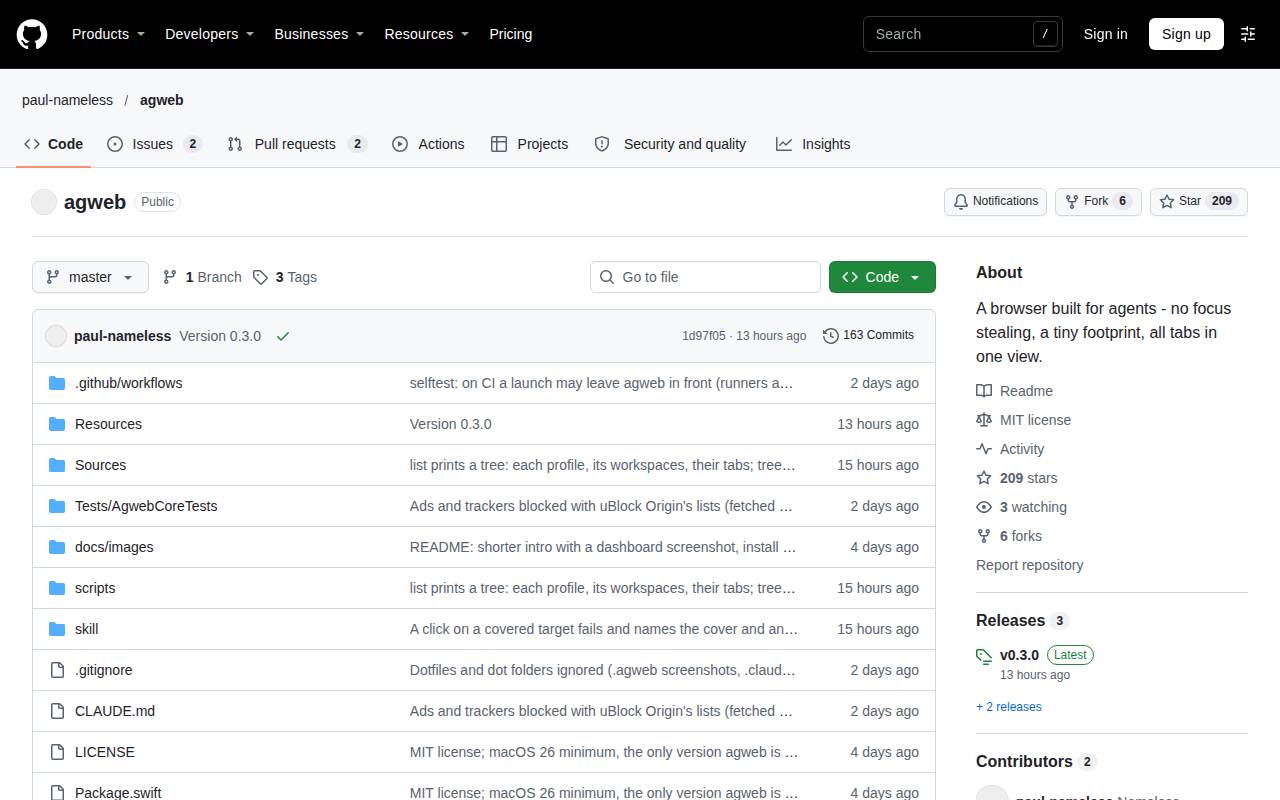 Products Developers Businesses Resources Pricing Search / Sign in Sign up
paul-nameless / agweb
Code Issues 2 Pull requests 2 Actions Projects Security and quality Insights
agweb Public Notifications Fork 6 Star 209
master 1 Branch 3 Tags Go to file Code
paul-nameless Version 0.3.0 1d97f05 · 13 hours ago 163 Commits
.github/workflows selftest: on CI a launch may leave agweb in front (runners a… 2 days ago
Resources Version 0.3.0 13 hours ago
Sources list prints a tree: each profile, its workspaces, their tabs; tree… 15 hours ago
Tests/AgwebCoreTests Ads and trackers blocked with uBlock Origin's lists (fetched … 2 days ago
docs/images README: shorter intro with a dashboard screenshot, install … 4 days ago
scripts list prints a tree: each profile, its workspaces, their tabs; tree… 15 hours ago
skill A click on a covered target fails and names the cover and an… 15 hours ago
.gitignore Dotfiles and dot folders ignored (.agweb screenshots, .claud… 2 days ago
CLAUDE.md Ads and trackers blocked with uBlock Origin's lists (fetched … 2 days ago
LICENSE MIT license; macOS 26 minimum, the only version agweb is … 4 days ago
Package.swift MIT license; macOS 26 minimum, the only version agweb is … 4 days ago
About
A browser built for agents - no focus
stealing, a tiny footprint, all tabs in
one view.
Readme
MIT license
Activity
209 stars
3 watching
6 forks
Report repository
Releases 3
v0.3.0 Latest
13 hours ago
+ 2 releases
Contributors 2
paul-nameless Nameless